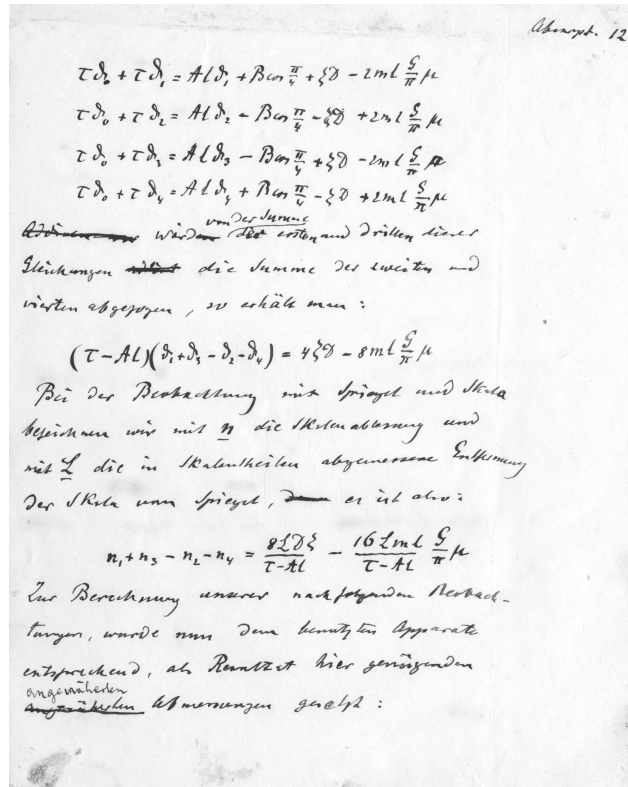 Abenrpt. 12
τϑ₀ + τϑ₁ = Alϑ₁ + B cos π/4 + ξD − 2ml G/π μ
τϑ₀ + τϑ₂ = Alϑ₂ − B cos π/4 − ξD + 2ml G/π μ
τϑ₀ + τϑ₃ = Alϑ₃ − B cos π/4 + ξD − 2ml G/π μ
τϑ₀ + τϑ₄ = Alϑ₄ + B cos π/4 − ξD + 2ml G/π μ
von der Summe
werden der ersten und dritten dieser
Gleichungen die Summe der zweiten und
vierten abgezogen, so erhält man:
(τ − Al)(ϑ₁+ϑ₃ − ϑ₂ − ϑ₄) = 4ξD − 8ml G/π μ
Bei der Beobachtung mit Spiegel und Skala
bezeichnen wir mit n die Skalenablesung und
mit L die in Skalentheilen abgemessene Entfernung
der Skala vom Spiegel, es ist also:
n₁ + n₃ − n₂ − n₄ = 8LDξ/τ−Al − 16Lml/τ−Al G/π μ
Zur Berechnung unserer nachfolgenden Beobach-
tungen, wurde nun dem benutzten Apparate
entsprechend, als Resultat hier genügenden
angenäherten
angenäherten Abmessungen gesetzt: